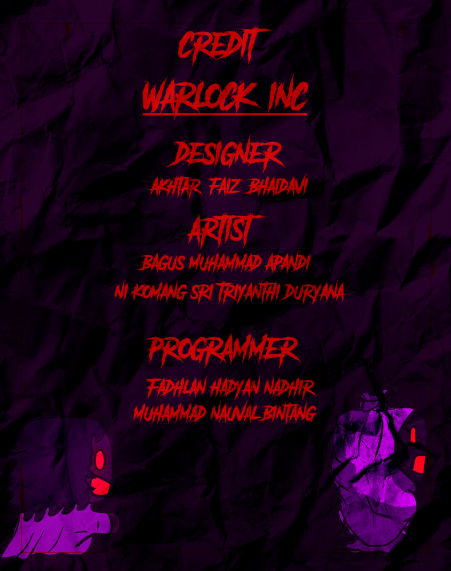 CREDIT
WARLOCK INC
DESIGNER
AKHTAR FAIZ BHAIDAVI
ARTIST
BAGUS MUHAMMAD APANDI
NI KOMANG SRI TRIYANTHI DURYANA
PROGRAMMER
FADHLAN HADYAN NADHIR
MUHAMMAD NAUVAL BINTANG